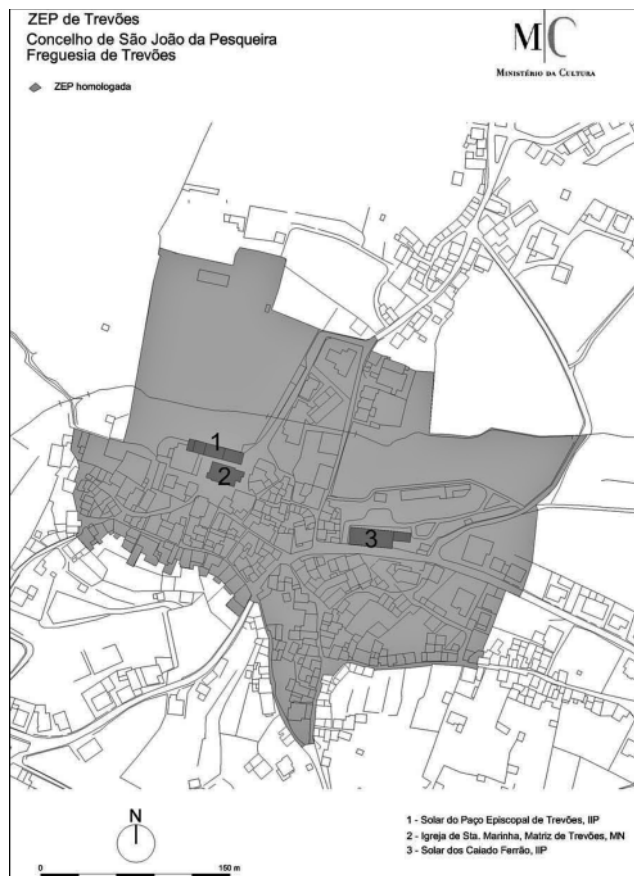 ZEP de Trevões
Concelho de São João da Pesqueira
Freguesia de Trevões
M|C
MINISTÉRIO DA CULTURA
ZEP homologada
1
2
3
N
0 150 m
1 - Solar do Paço Episcopal de Trevões, IIP
2 - Igreja de Sta. Marinha, Matriz de Trevões, MN
3 - Solar dos Caiado Ferrão, IIP